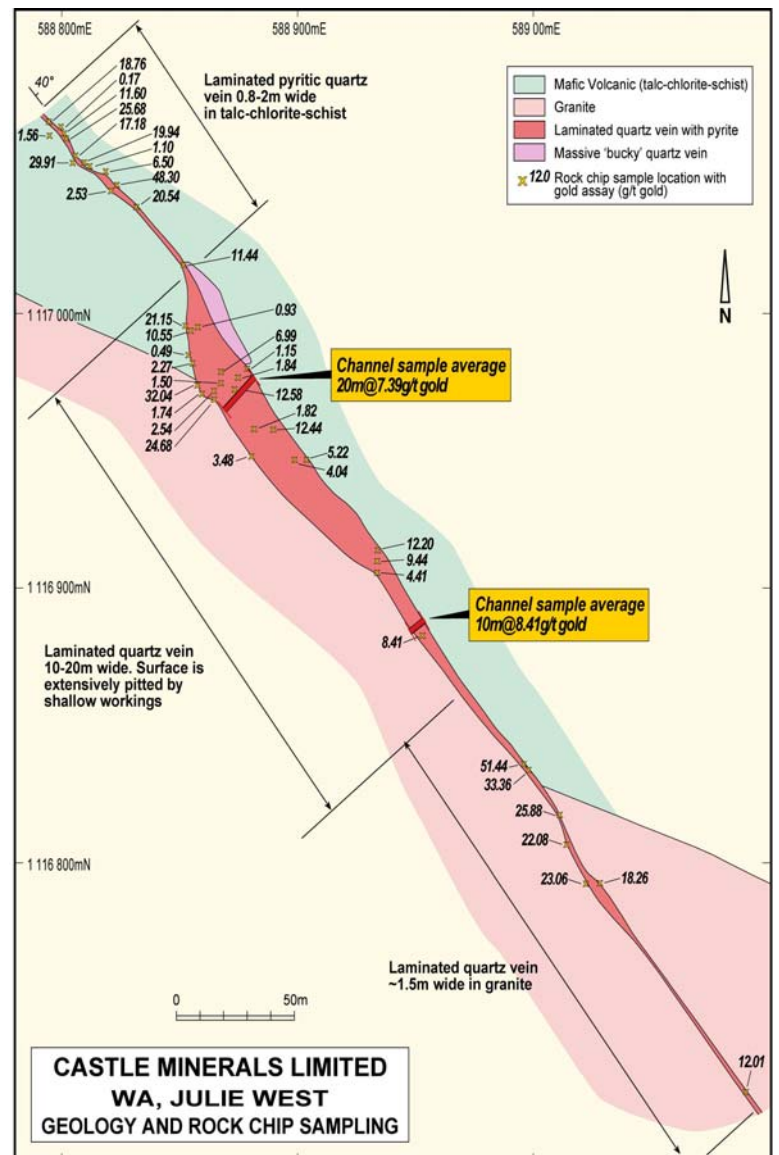 588 800mE
588 900mE
589 00mE
40°
18.76
0.17
11.60
25.68
17.18
1.56
29.91
19.94
1.10
6.50
48.30
2.53
20.54
Laminated pyritic quartz
vein 0.8-2m wide
in talc-chlorite-schist
Mafic Volcanic (talc-chlorite-schist)
Granite
Laminated quartz vein with pyrite
Massive 'bucky' quartz vein
12.0 Rock chip sample location with
gold assay (g/t gold)
N
11.44
1 117 000mN
21.15
10.55
0.93
0.49
2.27
1.50
32.04
1.74
2.54
24.68
6.99
1.15
1.84
12.58
Channel sample average
20m@7.39g/t gold
1.82
12.44
3.48
5.22
4.04
12.20
9.44
4.41
1 116 900mN
Channel sample average
10m@8.41g/t gold
8.41
Laminated quartz vein
10-20m wide. Surface is
extensively pitted by
shallow workings
51.44
33.36
25.88
22.08
1 116 800mN
23.06
18.26
Laminated quartz vein
~1.5m wide in granite
0
50m
12.01
CASTLE MINERALS LIMITED
WA, JULIE WEST
GEOLOGY AND ROCK CHIP SAMPLING